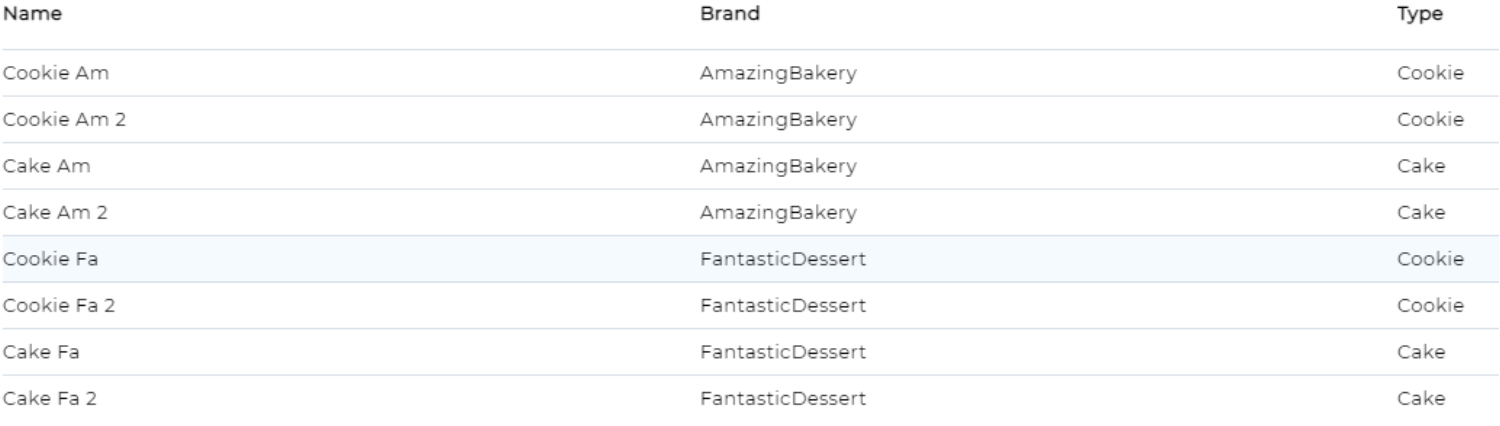 Name Brand Type
Cookie Am AmazingBakery Cookie
Cookie Am 2 AmazingBakery Cookie
Cake Am AmazingBakery Cake
Cake Am 2 AmazingBakery Cake
Cookie Fa FantasticDessert Cookie
Cookie Fa 2 FantasticDessert Cookie
Cake Fa FantasticDessert Cake
Cake Fa 2 FantasticDessert Cake